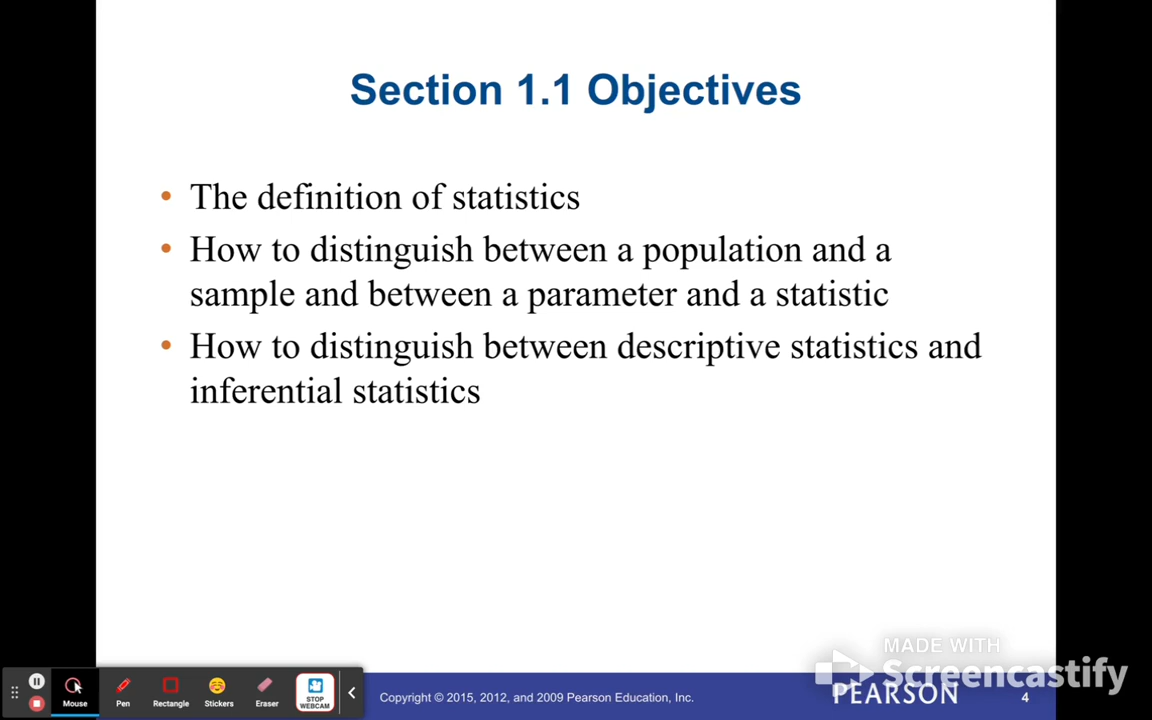 Section 1.1 Objectives
• The definition of statistics
• How to distinguish between a population and a
sample and between a parameter and a statistic
• How to distinguish between descriptive statistics and
inferential statistics
MADE WITH
Screencastify
Mouse
Pen
Rectangle
Stickers
Eraser
STOP
WEBCAM
Copyright © 2015, 2012, and 2009 Pearson Education, Inc.
PEARSON
4